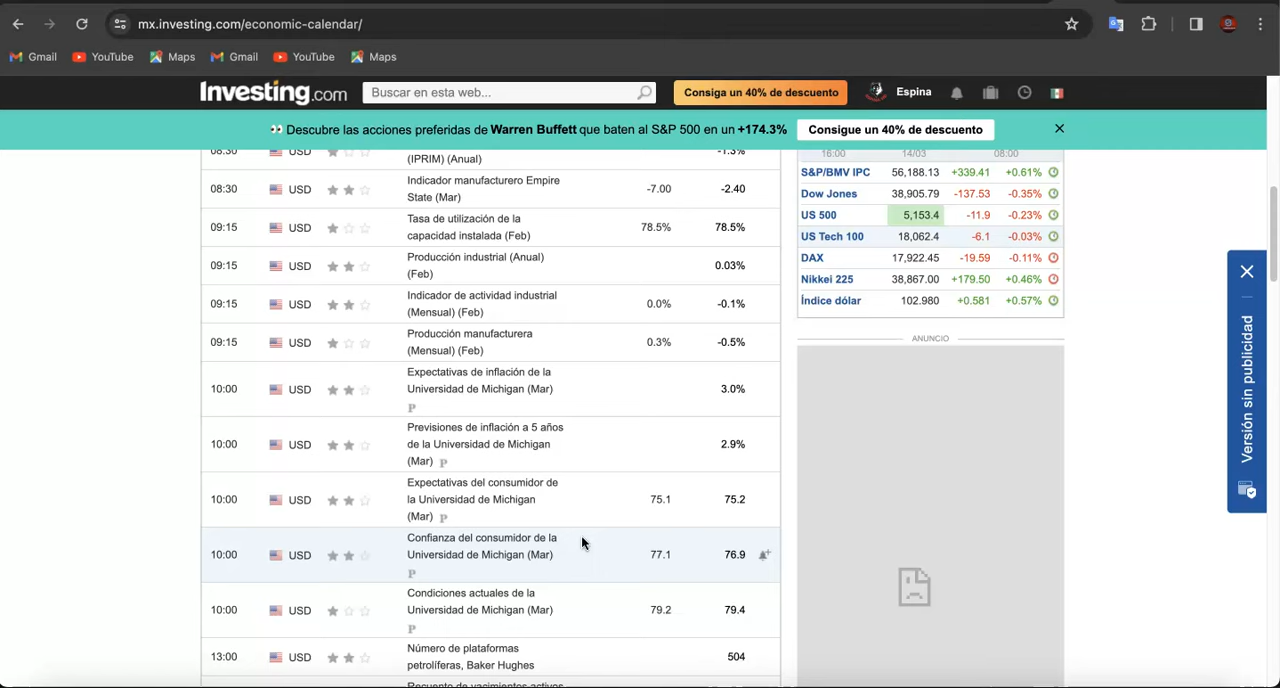 mx.investing.com/economic-calendar/
Gmail YouTube Maps Gmail YouTube Maps
Investing.com Buscar en esta web... Consiga un 40% de descuento Espina
Descubre las acciones preferidas de Warren Buffett que baten al S&P 500 en un +174.3% Consigue un 40% de descuento
08:30 USD (IPRIM) (Anual) -1.3%
08:30 USD Indicador manufacturero Empire
State (Mar) -7.00 -2.40
09:15 USD Tasa de utilización de la
capacidad instalada (Feb) 78.5% 78.5%
09:15 USD Producción industrial (Anual)
(Feb) 0.03%
09:15 USD Indicador de actividad industrial
(Mensual) (Feb) 0.0% -0.1%
09:15 USD Producción manufacturera
(Mensual) (Feb) 0.3% -0.5%
10:00 USD Expectativas de inflación de la
Universidad de Michigan (Mar) 3.0%
P
10:00 USD Previsiones de inflación a 5 años
de la Universidad de Michigan 2.9%
(Mar) P
10:00 USD Expectativas del consumidor de
la Universidad de Michigan 75.1 75.2
(Mar) P
10:00 USD Confianza del consumidor de la
Universidad de Michigan (Mar) 77.1 76.9
P
10:00 USD Condiciones actuales de la
Universidad de Michigan (Mar) 79.2 79.4
P
13:00 USD Número de plataformas
petrolíferas, Baker Hughes 504
Recuento de yacimientos activos
16:00 14/03 08:00
S&P/BMV IPC 56,188.13 +339.41 +0.61%
Dow Jones 38,905.79 -137.53 -0.35%
US 500 5,153.4 -11.9 -0.23%
US Tech 100 18,062.4 -6.1 -0.03%
DAX 17,922.45 -19.59 -0.11%
Nikkei 225 38,867.00 +179.50 +0.46%
Índice dólar 102.980 +0.581 +0.57%
ANUNCIO
Versión sin publicidad